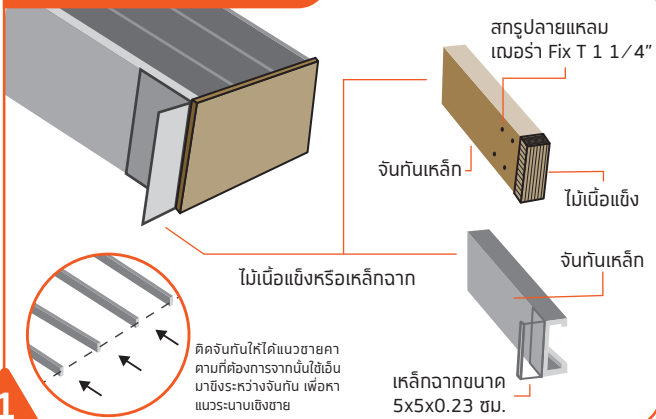 สกรูปลายแหลม
เฌอร่า Fix T 1 1/4"
จันทันเหล็ก
ไม้เนื้อแข็ง
ไม้เนื้อแข็งหรือเหล็กฉาก
จันทันเหล็ก
ติดจันทันให้ได้แนวชายคา
ตามที่ต้องการจากนั้นใช้เอ็น
มาขึงระหว่างจันทัน เพื่อหา
แนวระนาบเชิงชาย
เหล็กฉากขนาด
5x5x0.23 ซม.
1